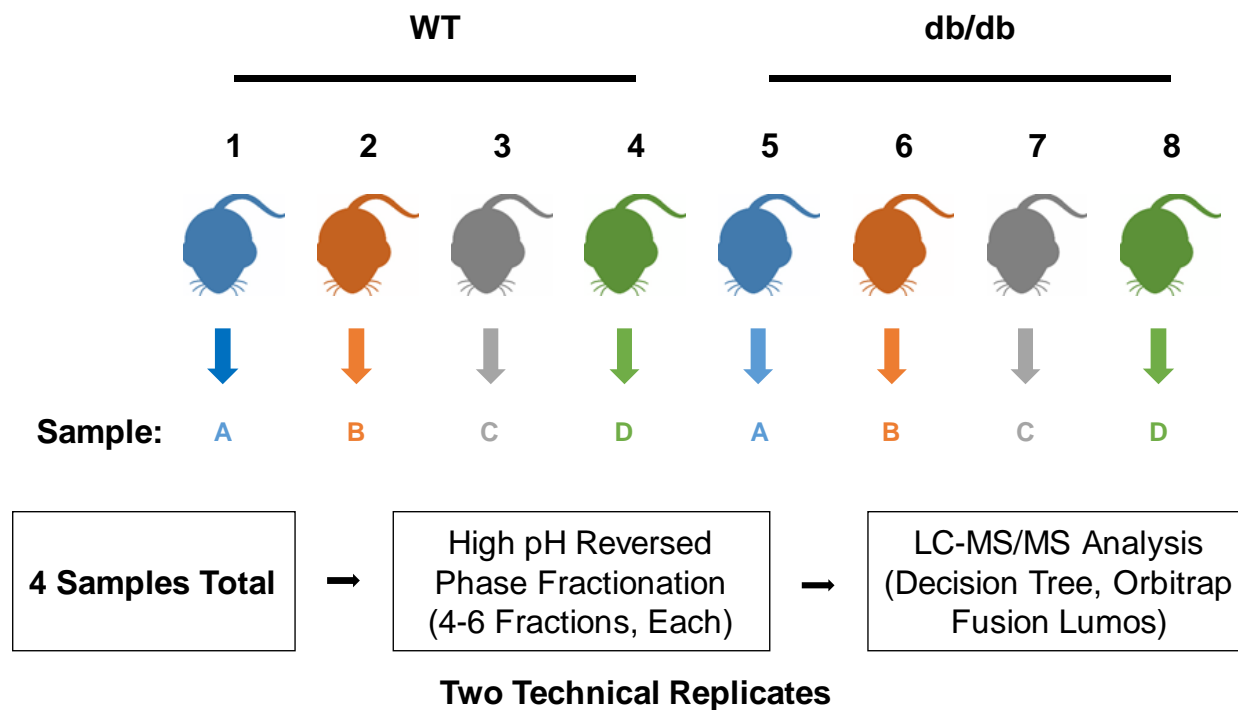 WT db/db
1 2 3 4 5 6 7 8
Sample: A B C D A B C D
4 Samples Total
High pH Reversed
Phase Fractionation
(4-6 Fractions, Each)
LC-MS/MS Analysis
(Decision Tree, Orbitrap
Fusion Lumos)
Two Technical Replicates